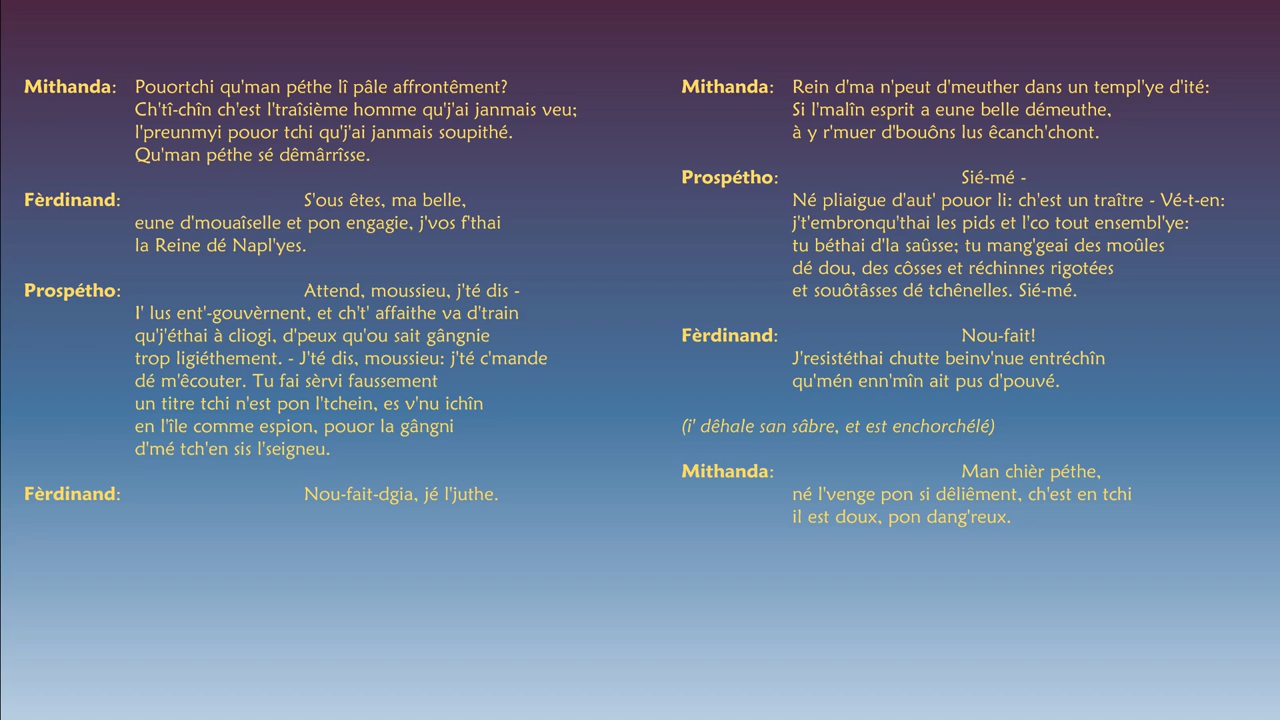 Mithanda: Pouortchi qu'man péthe lî pâle affrontêment?
Ch'tî-chîn ch'est l'traîsième homme qu'j'ai janmais veu;
l'preunmyi pouor tchi qu'j'ai janmais soupithé.
Qu'man péthe sé dêmârrîsse.
Fèrdinand: S'ous êtes, ma belle,
eune d'mouaîselle et pon engagie, j'vos f'thai
la Reine dé Napl'yes.
Prospétho: Attend, moussieu, j'té dis -
I' lus ent'-gouvèrnent, et ch't' affaithe va d'train
qu'j'éthai à cliogi, d'peux qu'ou sait gângnie
trop ligiéthement. - J'té dis, moussieu: j'té c'mande
dé m'êcouter. Tu fai sèrvi faussement
un titre tchi n'est pon l'tchein, es v'nu ichîn
en l'île comme espion, pouor la gângni
d'mé tch'en sis l'seigneu.
Fèrdinand: Nou-fait-dgia, jé l'juthe.
Mithanda: Rein d'ma n'peut d'meuther dans un templ'ye d'ité:
Si l'malîn esprit a eune belle démeuthe,
à y r'muer d'bouôns lus êcanch'chont.
Prospétho: Sié-mé -
Né pliaigue d'aut' pouor li: ch'est un traître - Vé-t-en:
j't'embronqu'thai les pids et l'co tout ensembl'ye:
tu béthai d'la saûsse; tu mang'geai des moûles
dé dou, des côsses et réchinnes rigotées
et souôtâsses dé tchênelles. Sié-mé.
Fèrdinand: Nou-fait!
J'resistéthai chutte beinv'nue entréchîn
qu'mén enn'mîn ait pus d'pouvé.
(i' dêhale san sâbre, et est enchorchélé)
Mithanda: Man chièr péthe,
né l'venge pon si dêliêment, ch'est en tchi
il est doux, pon dang'reux.